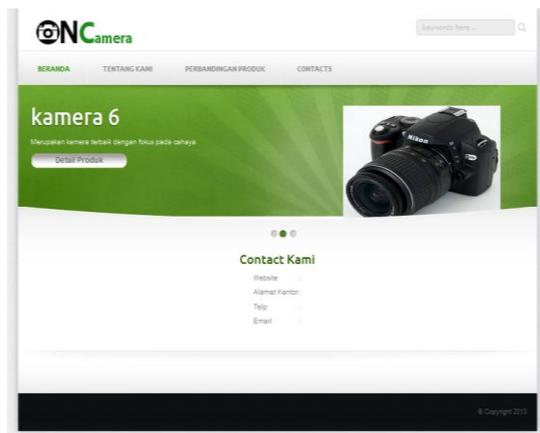 ONCamera
keywords here ...
BERANDA TENTANG KAMI PERBANDINGAN PRODUK CONTACTS
kamera 6
Merupakan kamera terbaik dengan fokus pada cahaya
Detail Produk
Nikon
Contact Kami
Website :
Alamat Kantor:
Telp :
Email :
© Copyright 2013